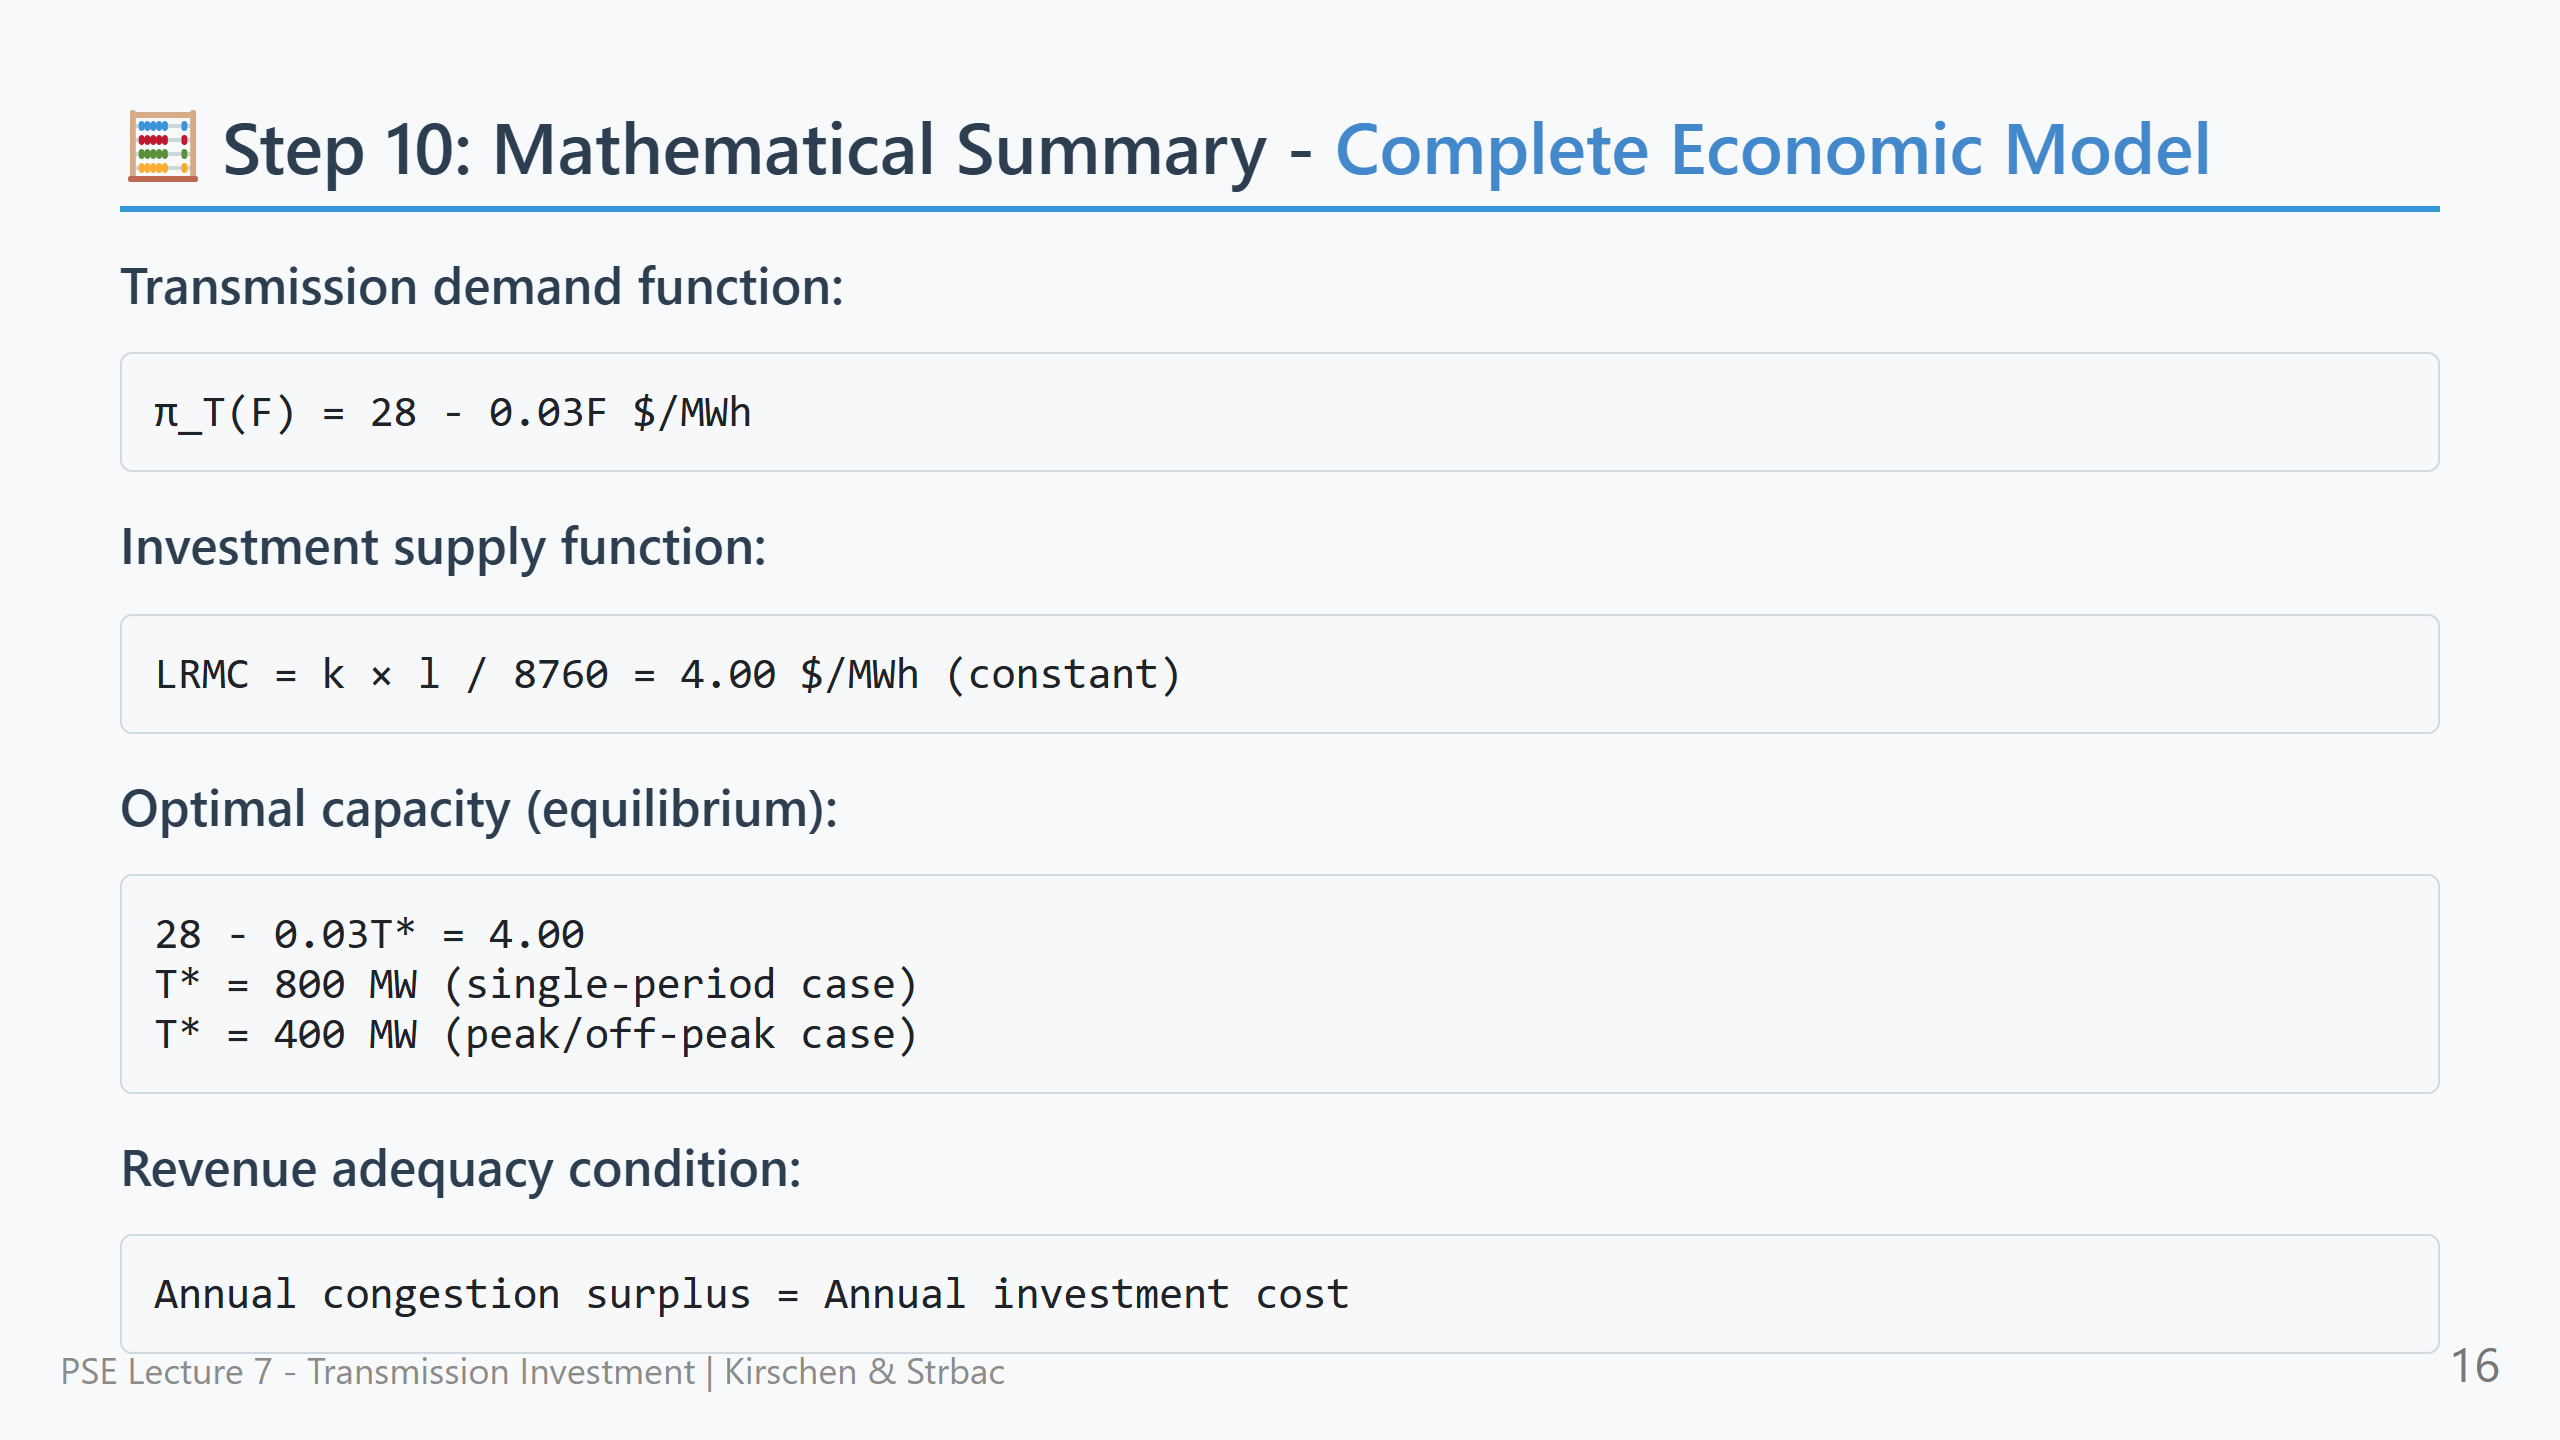 Step 10: Mathematical Summary - Complete Economic Model
Transmission demand function:
π_T(F) = 28 - 0.03F $/MWh
Investment supply function:
LRMC = k × l / 8760 = 4.00 $/MWh (constant)
Optimal capacity (equilibrium):
28 - 0.03T* = 4.00
T* = 800 MW (single-period case)
T* = 400 MW (peak/off-peak case)
Revenue adequacy condition:
Annual congestion surplus = Annual investment cost
PSE Lecture 7 - Transmission Investment | Kirschen & Strbac
16